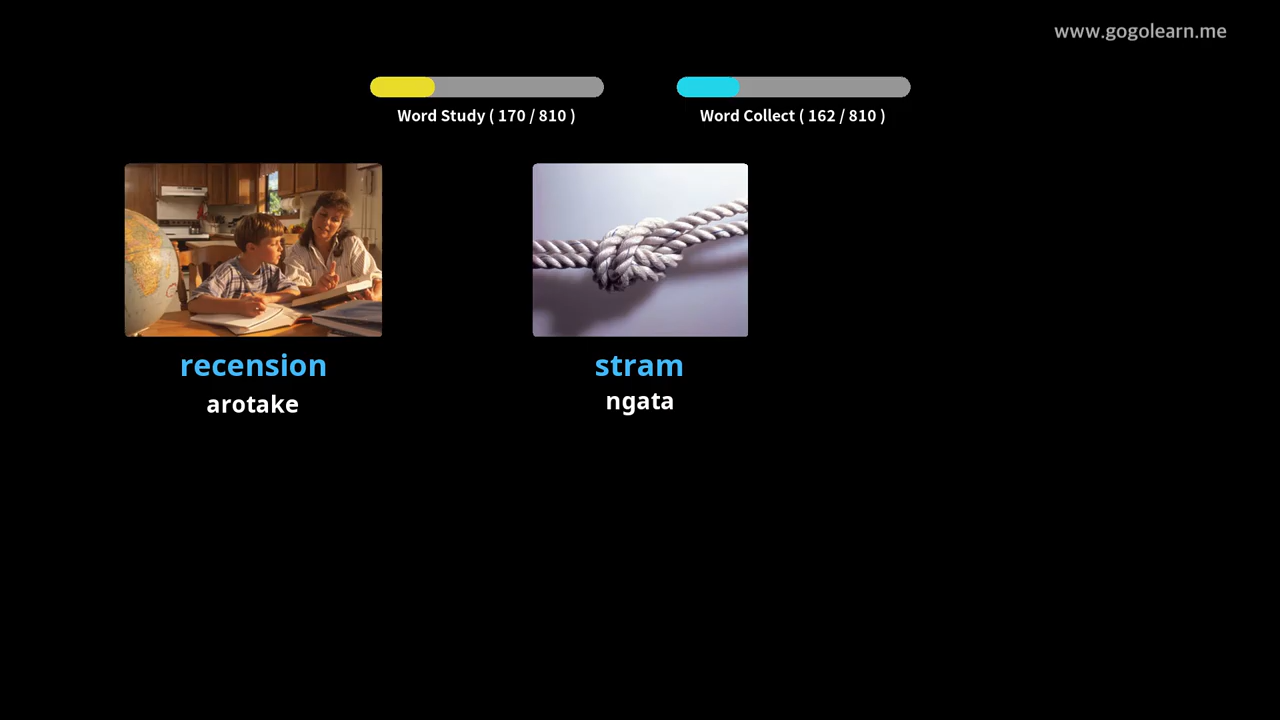 www.gogolearn.me
Word Study ( 170 / 810 )
Word Collect ( 162 / 810 )
recension
arotake
stram
ngata